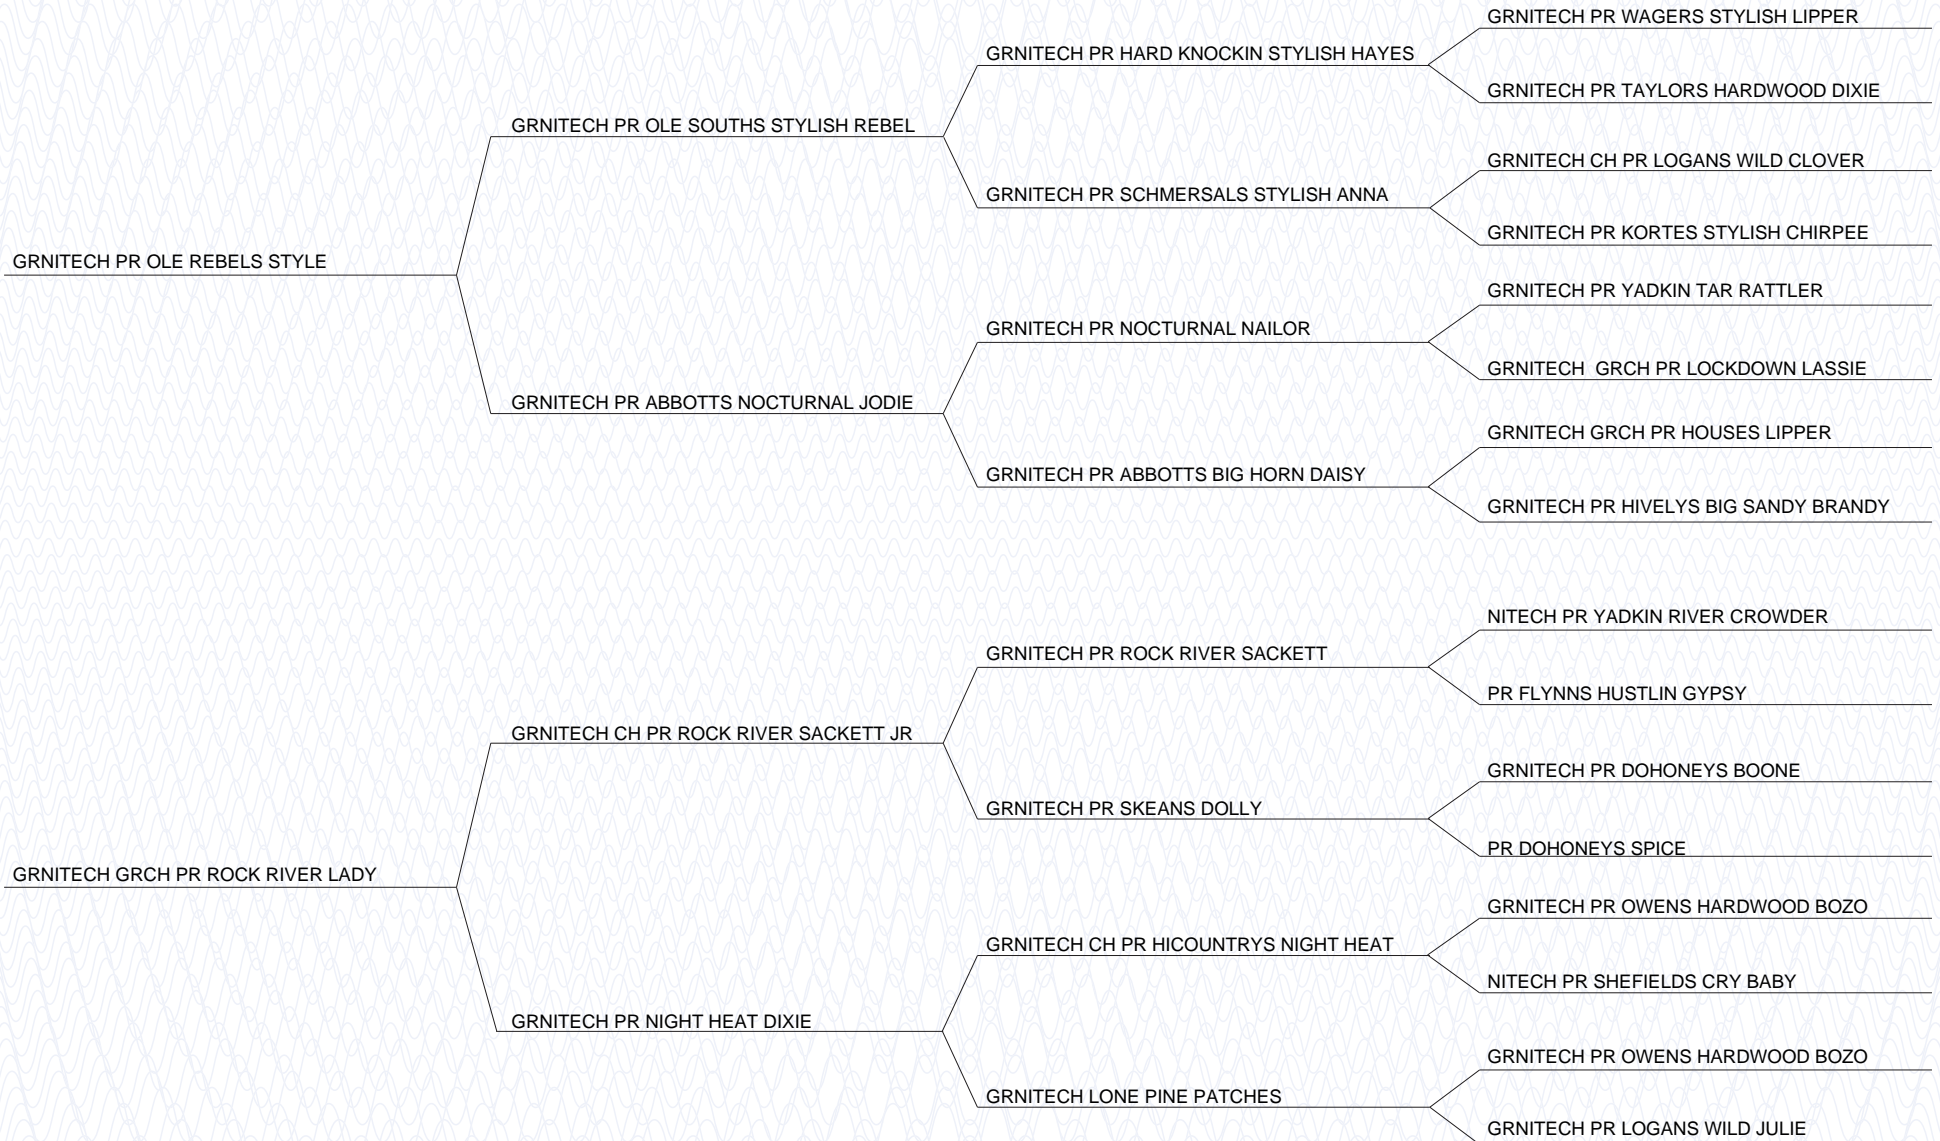 GRNITECH PR WAGERS STYLISH LIPPER
GRNITECH PR HARD KNOCKIN STYLISH HAYES
GRNITECH PR TAYLORS HARDWOOD DIXIE
GRNITECH PR OLE SOUTHS STYLISH REBEL
GRNITECH CH PR LOGANS WILD CLOVER
GRNITECH PR SCHMERSALS STYLISH ANNA
GRNITECH PR KORTES STYLISH CHIRPEE
GRNITECH PR OLE REBELS STYLE
GRNITECH PR YADKIN TAR RATTLER
GRNITECH PR NOCTURNAL NAILOR
GRNITECH  GRCH PR LOCKDOWN LASSIE
GRNITECH PR ABBOTTS NOCTURNAL JODIE
GRNITECH GRCH PR HOUSES LIPPER
GRNITECH PR ABBOTTS BIG HORN DAISY
GRNITECH PR HIVELYS BIG SANDY BRANDY
NITECH PR YADKIN RIVER CROWDER
GRNITECH PR ROCK RIVER SACKETT
PR FLYNNS HUSTLIN GYPSY
GRNITECH CH PR ROCK RIVER SACKETT JR
GRNITECH PR DOHONEYS BOONE
GRNITECH PR SKEANS DOLLY
PR DOHONEYS SPICE
GRNITECH GRCH PR ROCK RIVER LADY
GRNITECH PR OWENS HARDWOOD BOZO
GRNITECH CH PR HICOUNTRYS NIGHT HEAT
NITECH PR SHEFIELDS CRY BABY
GRNITECH PR NIGHT HEAT DIXIE
GRNITECH PR OWENS HARDWOOD BOZO
GRNITECH LONE PINE PATCHES
GRNITECH PR LOGANS WILD JULIE